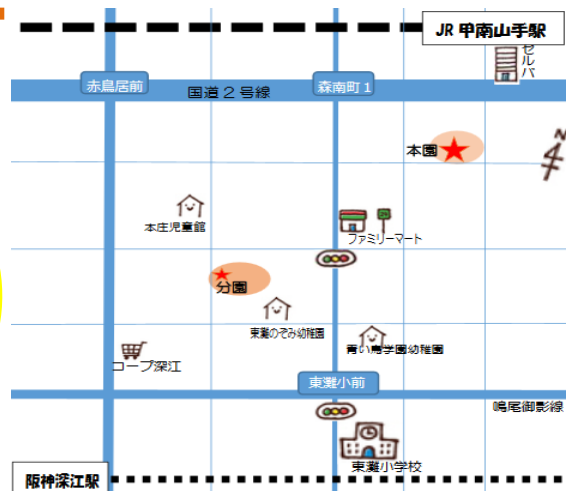 JR 甲南山手駅
セルバ
赤鳥居前
国道2号線
森南町1
本園
N
本庄児童館
ファミリーマート
分園
東灘のぞみ幼稚園
青い鳥学園幼稚園
コープ深江
東灘小前
鳴尾御影線
東灘小学校
阪神深江駅